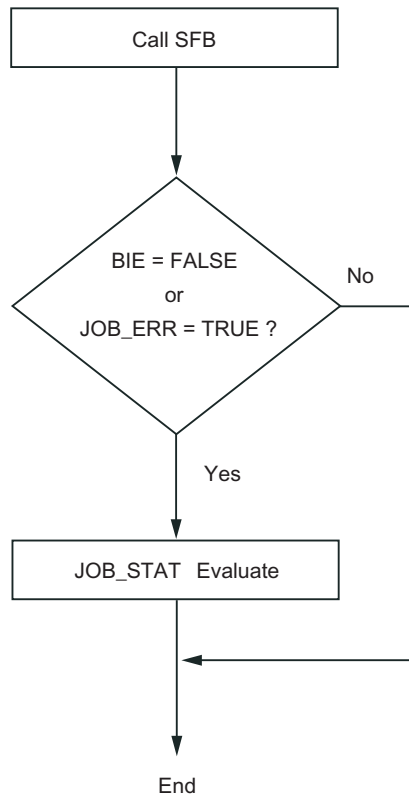 Call SFB
BIE = FALSE
or
JOB_ERR = TRUE ?
No
Yes
JOB_STAT Evaluate
End